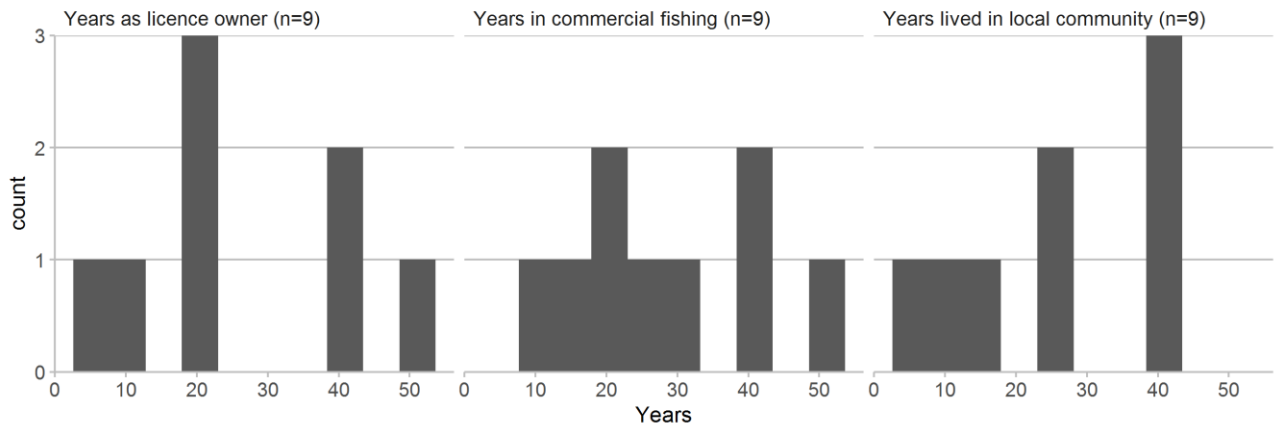 Years as licence owner (n=9) Years in commercial fishing (n=9) Years lived in local community (n=9)
3
2
1
0
count
0 10 20 30 40 50 0 10 20 30 40 50 0 10 20 30 40 50
Years